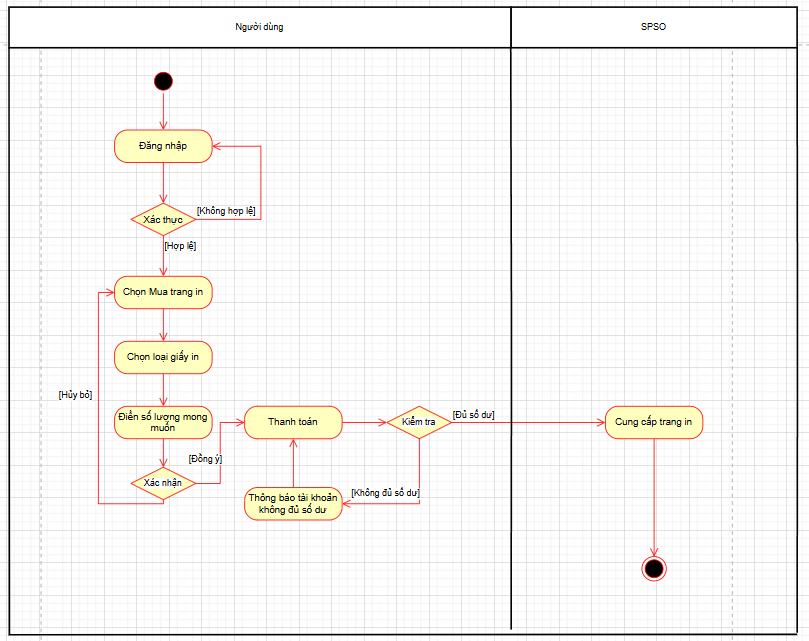 Người dùng
SPSO
Đăng nhập
[Không hợp lệ]
Xác thực
[Hợp lệ]
Chọn Mua trang in
Chọn loại giấy in
[Hủy bỏ]
Điền số lượng mong
muốn
[Đồng ý]
Xác nhận
Thanh toán
Kiểm tra
[Đủ số dư]
[Không đủ số dư]
Thông báo tài khoản
không đủ số dư
Cung cấp trang in